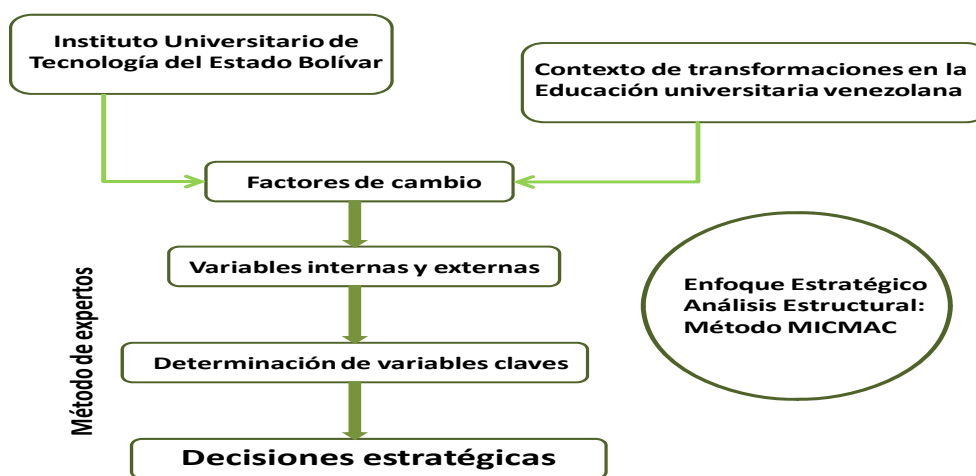 Instituto Universitario de
Tecnología del Estado Bolívar
Contexto de transformaciones en la
Educación universitaria venezolana
Factores de cambio
Variables internas y externas
Enfoque Estratégico
Análisis Estructural:
Método MICMAC
Método de expertos
Determinación de variables claves
Decisiones estratégicas